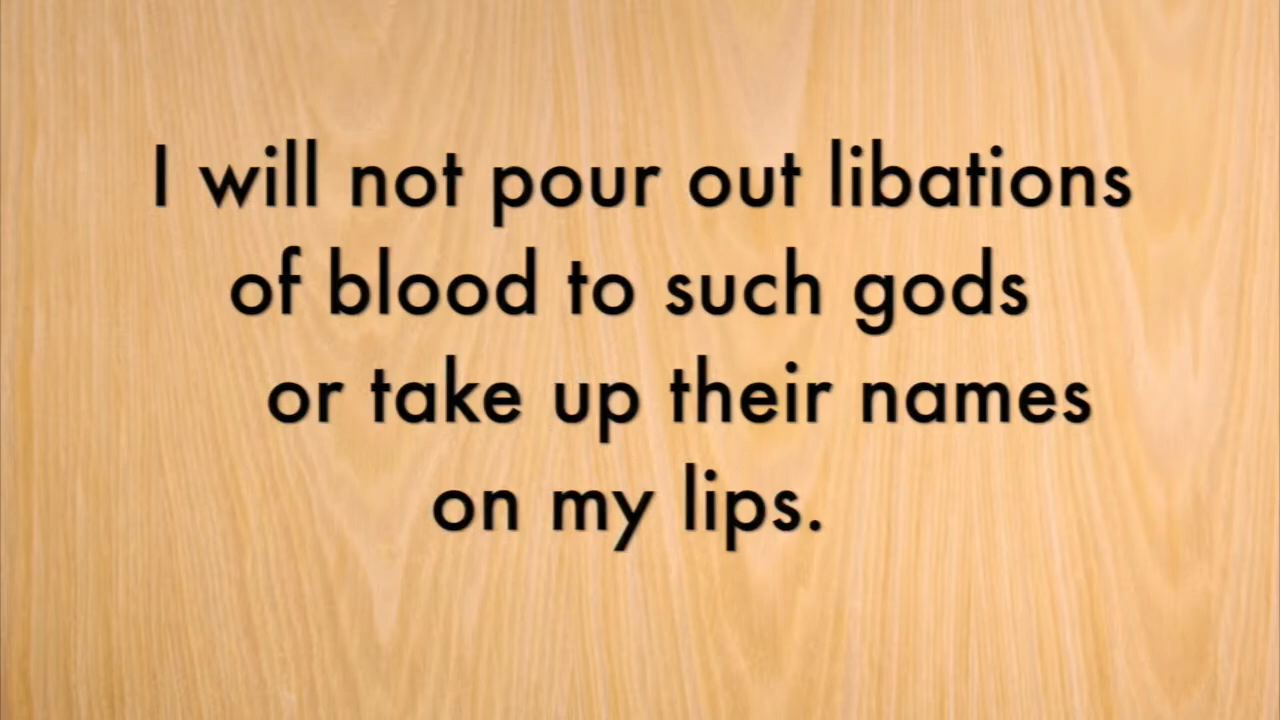 I will not pour out libations
of blood to such gods
or take up their names
on my lips.